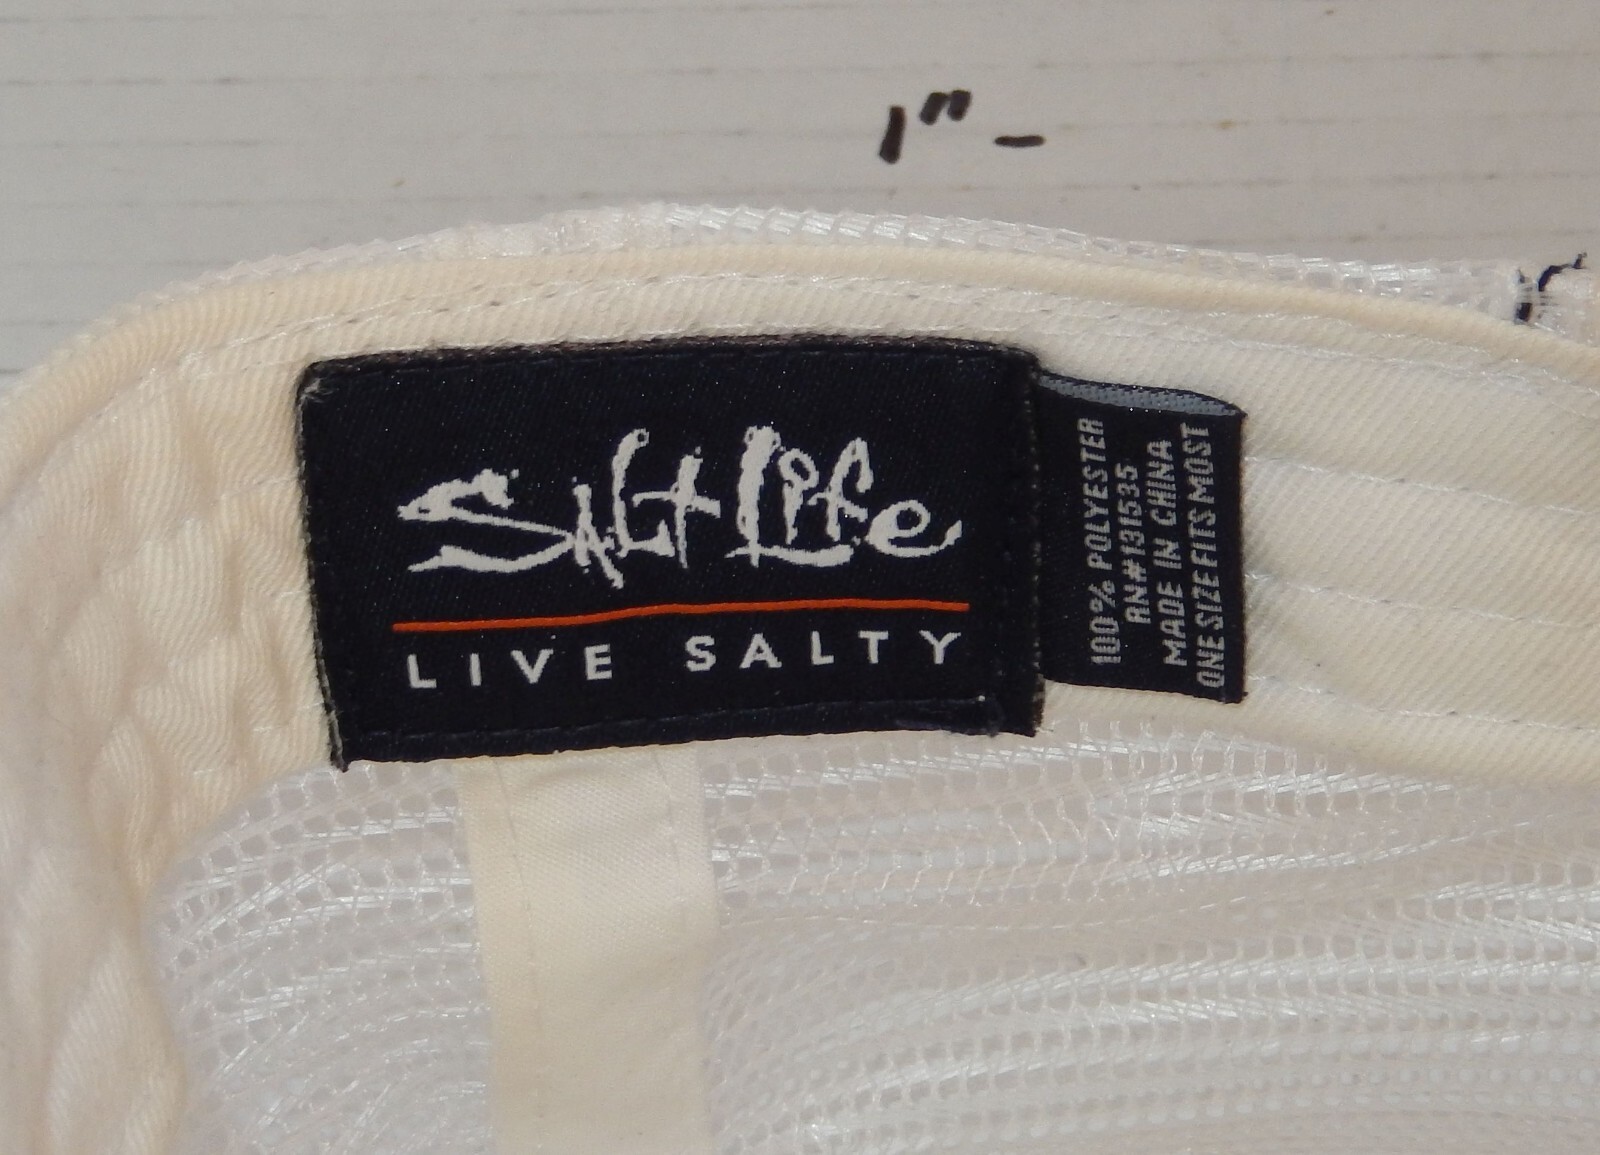 1" -
Salt Life
LIVE SALTY
100% POLYESTER
RN#131535
MADE IN CHINA
ONE SIZE FITS MOST